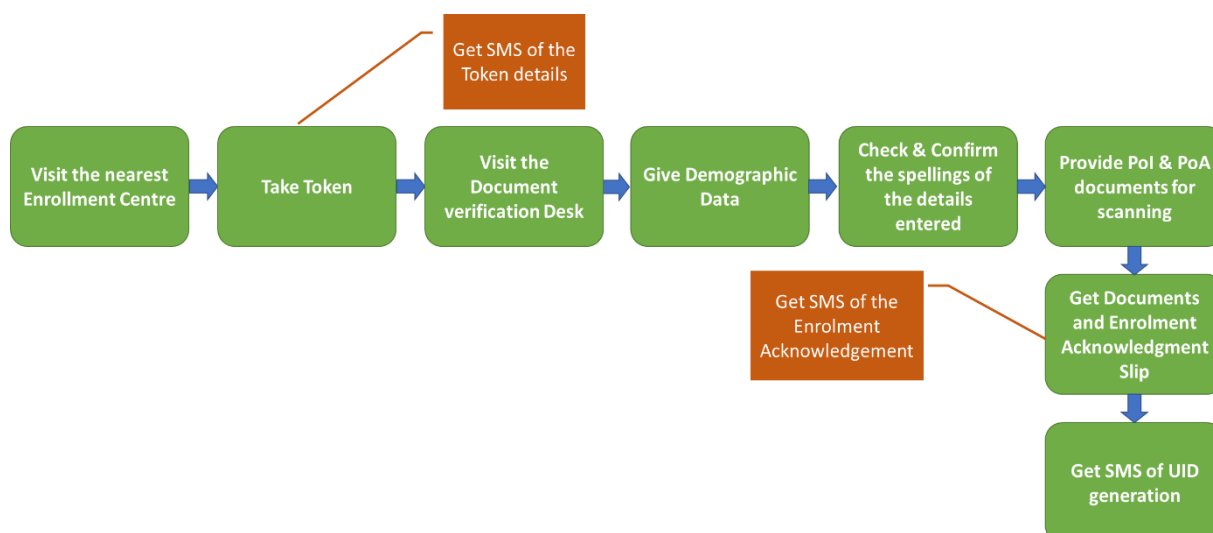 Get SMS of the
Token details
Visit the nearest
Enrollment Centre
Take Token
Visit the
Document
verification Desk
Give Demographic
Data
Check & Confirm
the spellings of
the details
entered
Provide PoI & PoA
documents for
scanning
Get SMS of the
Enrolment
Acknowledgement
Get Documents
and Enrolment
Acknowledgment
Slip
Get SMS of UID
generation